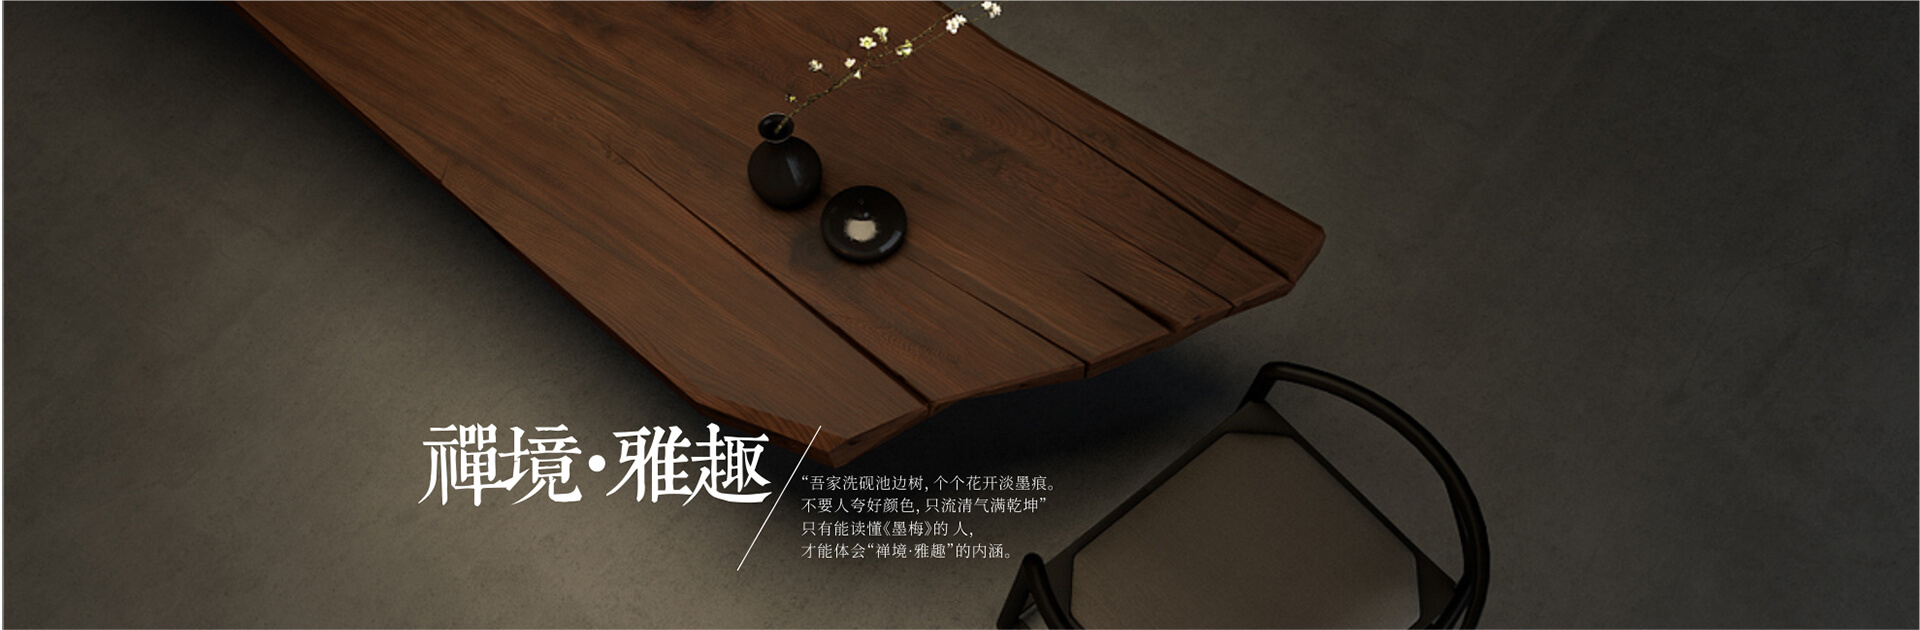 禪境·雅趣
“吾家洗砚池边树，个个花开淡墨痕。
不要人夸好颜色，只流清气满乾坤”
只有能读懂《墨梅》的 人，
才能体会“禅境·雅趣”的内涵。